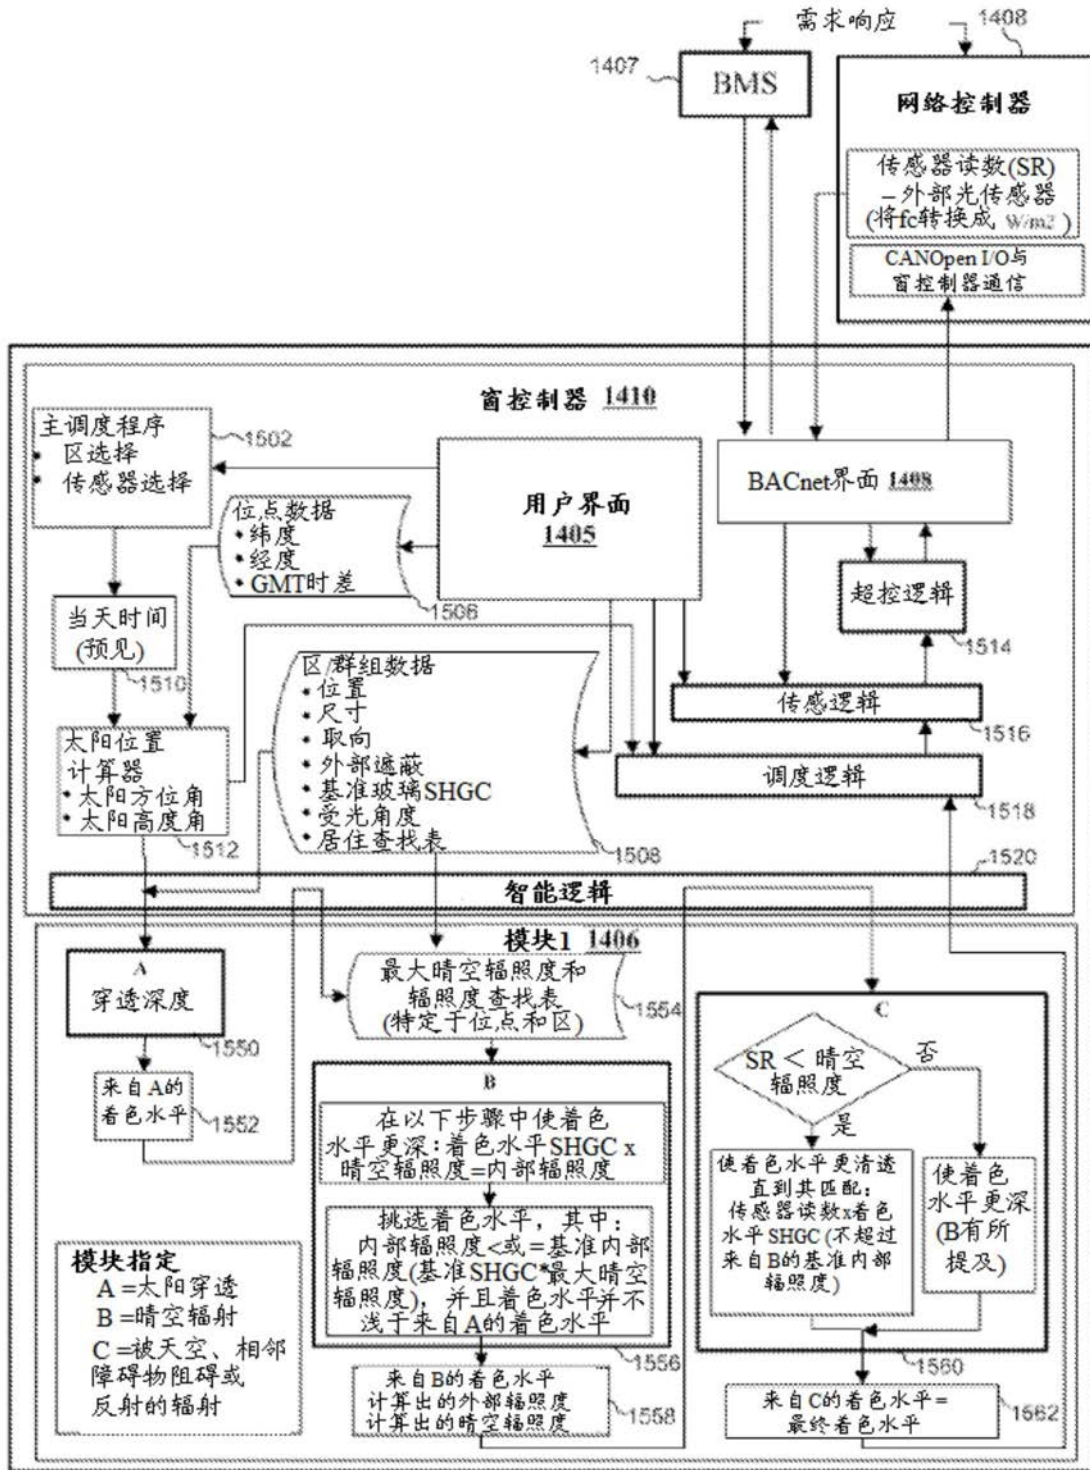 需求响应
1408
1407
BMS
网络控制器
传感器读数(SR)
–外部光传感器
(将fc转换成 W/m2)
CANOpen I/O与
窗控制器通信
窗控制器 1410
主调度程序
• 区选择
• 传感器选择
1502
用户界面
1405
BACnet界面 1408
位点数据
• 纬度
• 经度
• GMT时差
1506
超控逻辑
1514
当天时间
(预见)
1510
区/群组数据
• 位置
• 尺寸
• 取向
• 外部遮蔽
• 基准玻璃SHGC
• 受光角度
• 居住查找表
1508
传感逻辑
1516
太阳位置
计算器
• 太阳方位角
• 太阳高度角
1512
调度逻辑
1518
1520
智能逻辑
模块1 1406
A
穿透深度
1550
来自A的
着色水平
1552
最大晴空辐照度和
辐照度查找表
(特定于位点和区)
1554
B
在以下步骤中使着色
水平更深:着色水平SHGC x
晴空辐照度=内部辐照度
挑选着色水平，其中:
内部辐照度<或=基准内部
辐照度(基准SHGC*最大晴空
辐照度)，并且着色水平并不
浅于来自A的着色水平
1556
来自B的着色水平
计算出的外部辐照度
计算出的晴空辐照度
1558
C
SR < 晴空
辐照度
否
是
使着色水平更清透
直到其匹配:
传感器读数x着色
水平SHGC(不超过
来自B的基准内部
辐照度)
使着色
水平更深
(B有所
提及)
1560
来自C的着色水平=
最终着色水平
1562
模块指定
A =太阳穿透
B =晴空辐射
C =被天空、相邻
障碍物阻碍或
反射的辐射